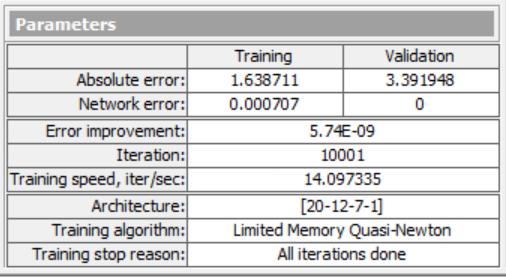 Parameters
Training Validation
Absolute error: 1.638711 3.391948
Network error: 0.000707 0
Error improvement: 5.74E-09
Iteration: 10001
Training speed, iter/sec: 14.097335
Architecture: [20-12-7-1]
Training algorithm: Limited Memory Quasi-Newton
Training stop reason: All iterations done